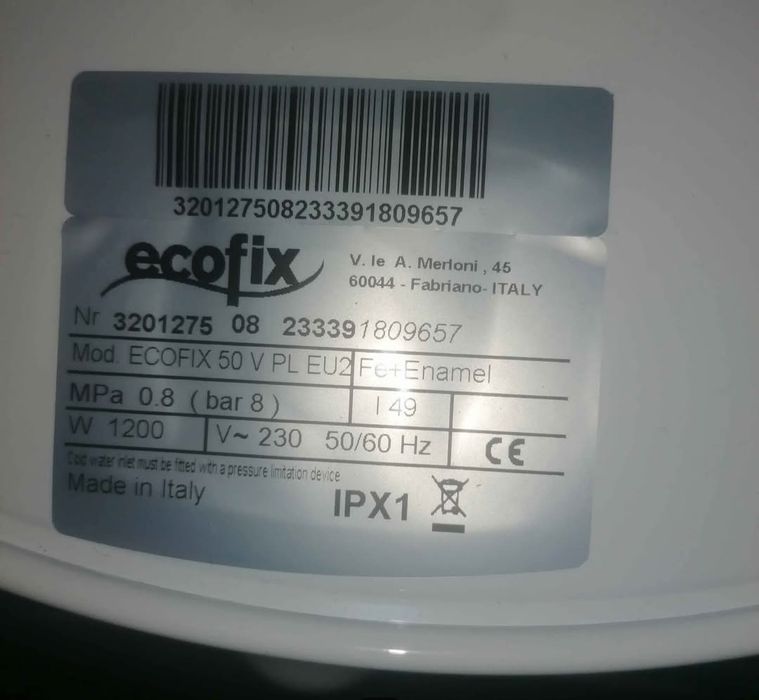 320127508233391809657
ecofix
V. le A. Merloni , 45
60044 - Fabriano- ITALY
Nr 3201275 08 233391809657
Mod. ECOFIX 50 V PL EU2 Fe+Enamel
MPa 0.8 ( bar 8 ) l 49
W 1200 V~ 230 50/60 Hz CE
Cold water inlet must be fitted with a pressure limitation device
Made in Italy
IPX1